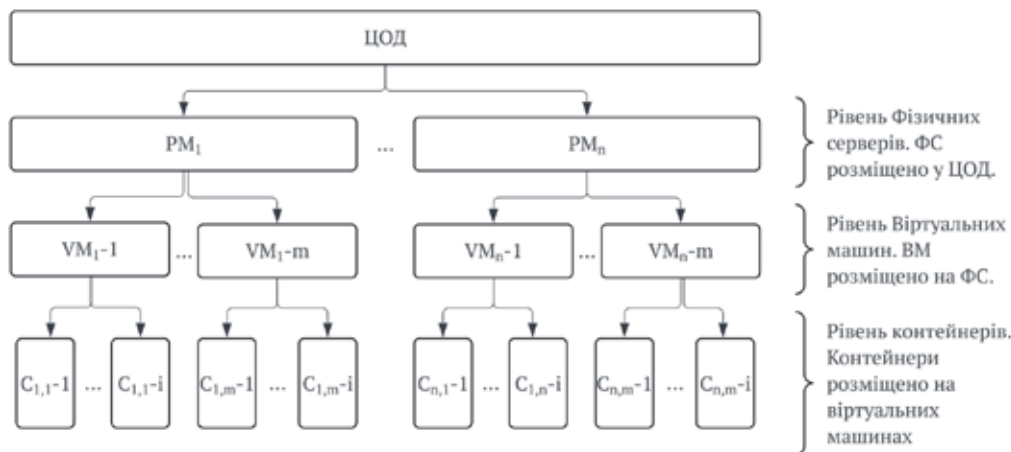 ЦОД
PM₁ ... PMₙ
Рівень Фізичних
серверів. ФС
розміщено у ЦОД.
VM₁-1 ... VM₁-m VMₙ-1 ... VMₙ-m
Рівень Віртуальних
машин. ВМ
розміщено на ФС.
C₁,₁-1 ... C₁,₁-i C₁,ₘ-1 ... C₁,ₘ-i Cₙ,₁-1 ... C₁,ₙ-i Cₙ,ₘ-1 ... Cₙ,ₘ-i
Рівень контейнерів.
Контейнери
розміщено на
віртуальних
машинах